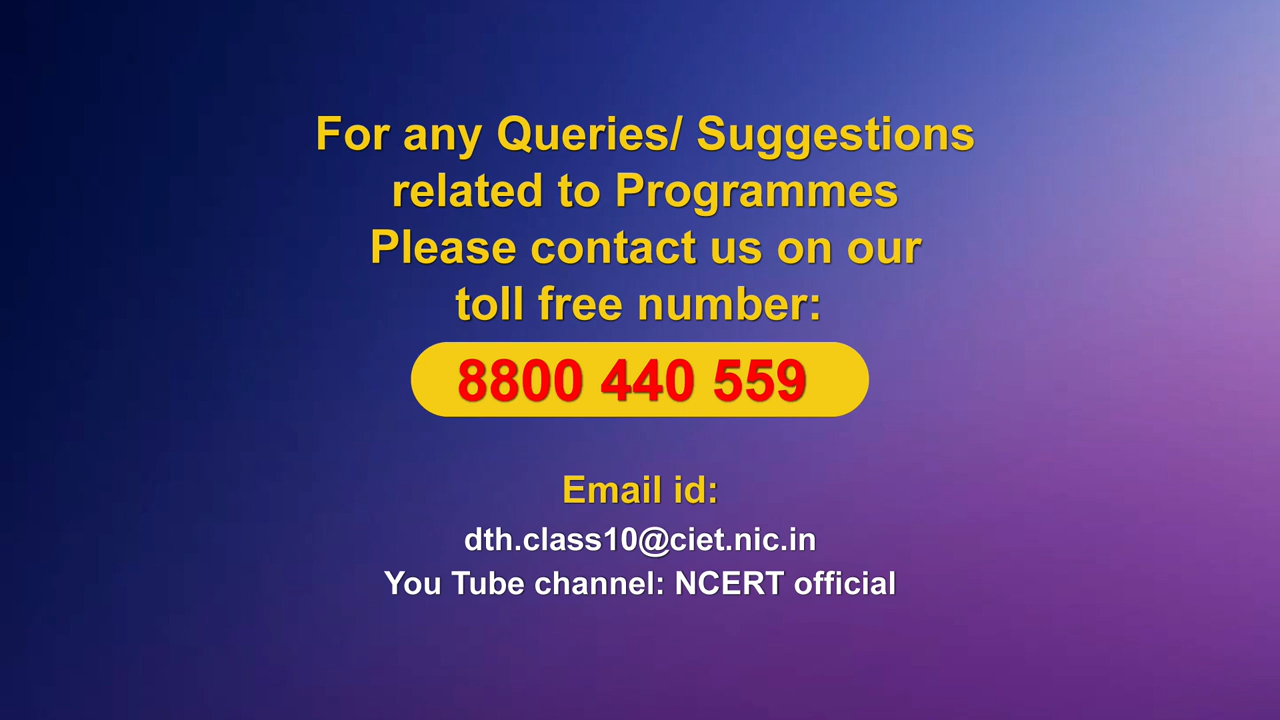 For any Queries/ Suggestions
related to Programmes
Please contact us on our
toll free number:
8800 440 559
Email id:
dth.class10@ciet.nic.in
You Tube channel: NCERT official